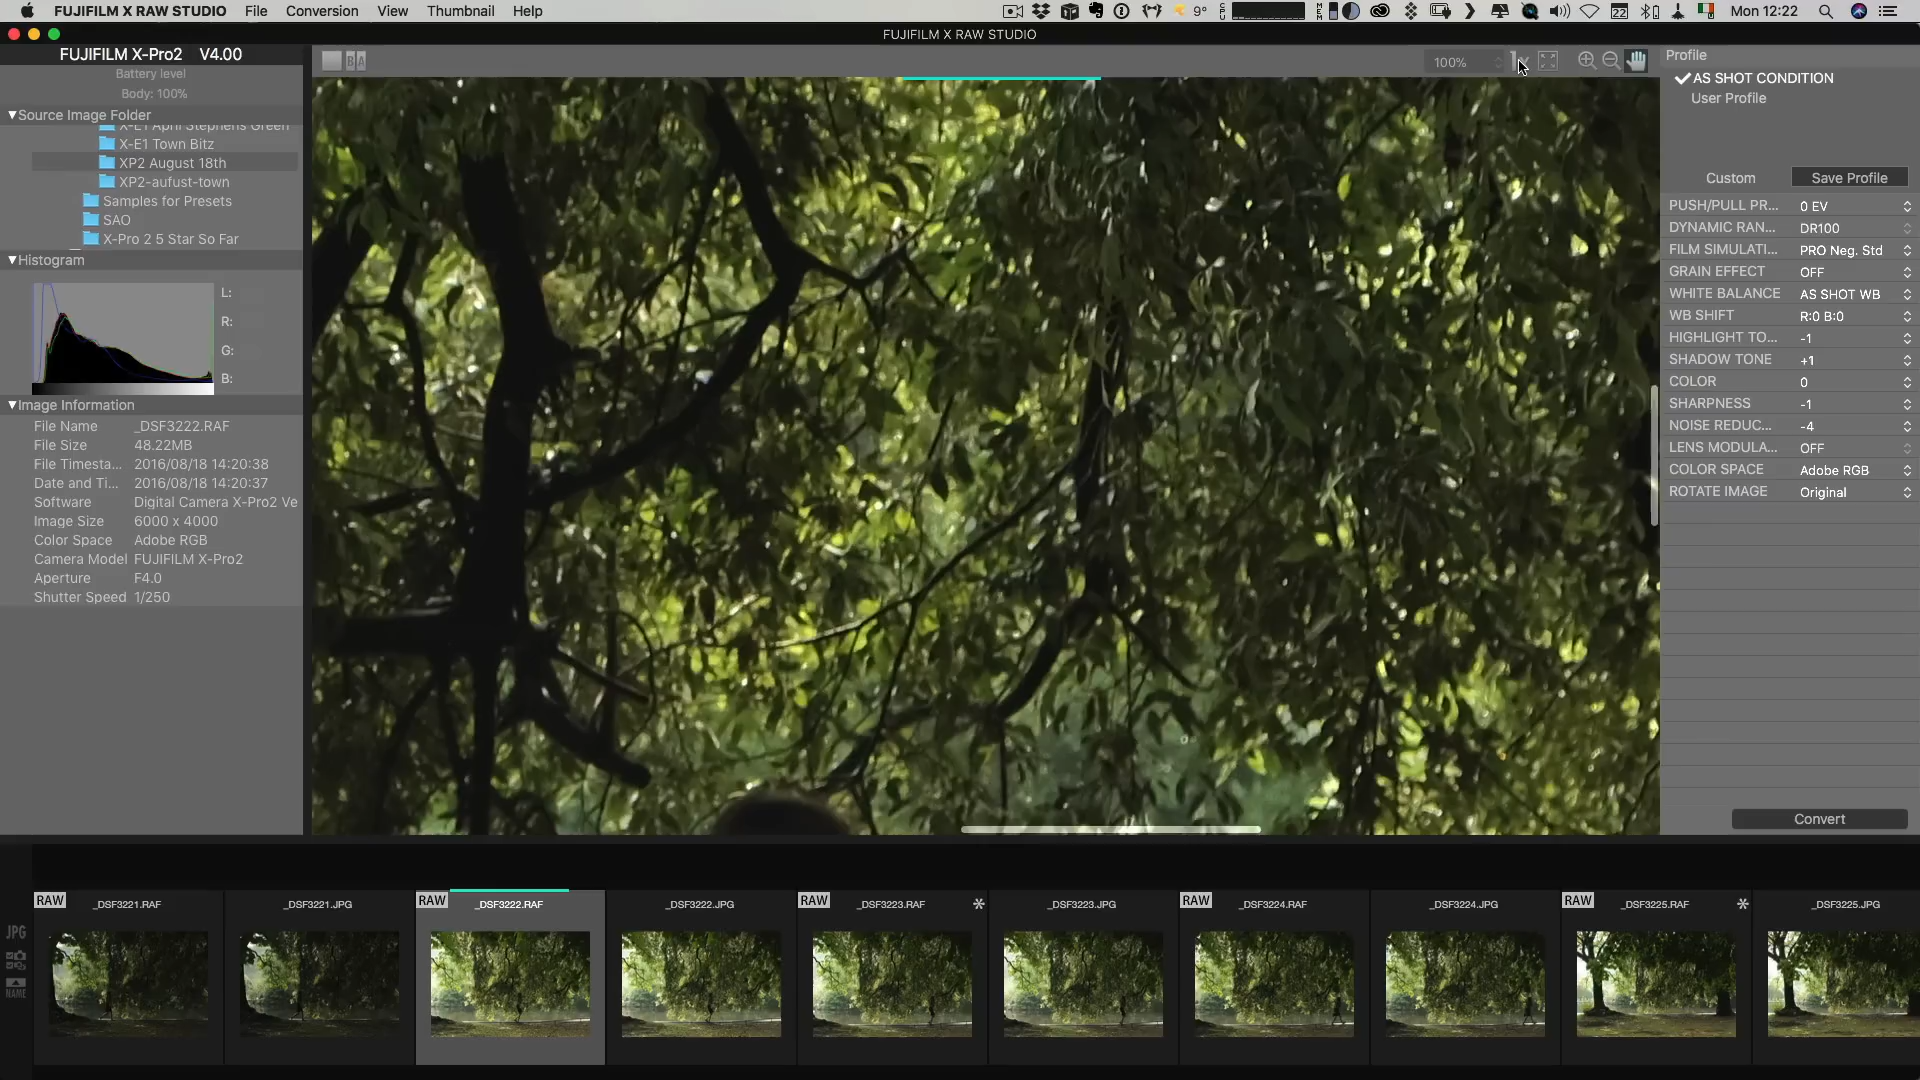 FUJIFILM X RAW STUDIO File Conversion View Thumbnail Help 9° 22 Mon 12:22
FUJIFILM X RAW STUDIO
FUJIFILM X-Pro2 V4.00
Battery level
Body: 100%
▼Source Image Folder
X-E1 April Stephens Green
X-E1 Town Bitz
XP2 August 18th
XP2-aufust-town
Samples for Presets
SAO
X-Pro 2 5 Star So Far
▼Histogram
L:
R:
G:
B:
▼Image Information
File Name _DSF3222.RAF
File Size 48.22MB
File Timesta... 2016/08/18 14:20:38
Date and Ti... 2016/08/18 14:20:37
Software Digital Camera X-Pro2 Ve
Image Size 6000 x 4000
Color Space Adobe RGB
Camera Model FUJIFILM X-Pro2
Aperture F4.0
Shutter Speed 1/250
B A
100%
Profile
AS SHOT CONDITION
User Profile
Custom Save Profile
PUSH/PULL PR... 0 EV
DYNAMIC RAN... DR100
FILM SIMULATI... PRO Neg. Std
GRAIN EFFECT OFF
WHITE BALANCE AS SHOT WB
WB SHIFT R:0 B:0
HIGHLIGHT TO... -1
SHADOW TONE +1
COLOR 0
SHARPNESS -1
NOISE REDUC... -4
LENS MODULA... OFF
COLOR SPACE Adobe RGB
ROTATE IMAGE Original
Convert
JPG
NAME
RAW _DSF3221.RAF
_DSF3221.JPG
RAW _DSF3222.RAF
_DSF3222.JPG
RAW _DSF3223.RAF
_DSF3223.JPG
RAW _DSF3224.RAF
_DSF3224.JPG
RAW _DSF3225.RAF
_DSF3225.JPG